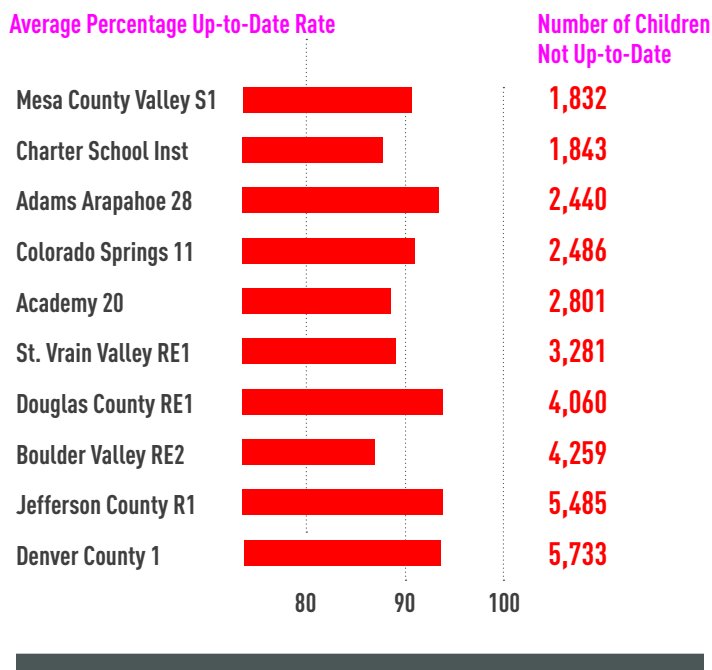 Average Percentage Up-to-Date Rate
Number of Children
Not Up-to-Date
Mesa County Valley S1 1,832
Charter School Inst 1,843
Adams Arapahoe 28 2,440
Colorado Springs 11 2,486
Academy 20 2,801
St. Vrain Valley RE1 3,281
Douglas County RE1 4,060
Boulder Valley RE2 4,259
Jefferson County R1 5,485
Denver County 1 5,733
80 90 100